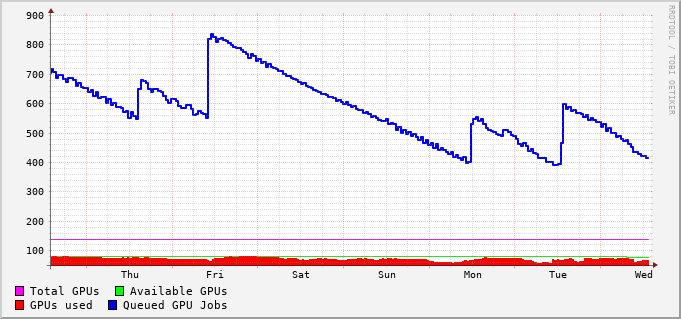 900
800
700
600
500
400
300
200
100
Thu Fri Sat Sun Mon Tue Wed
Total GPUs Available GPUs
GPUs used Queued GPU Jobs
RRDTOOL / TOBI OETIKER